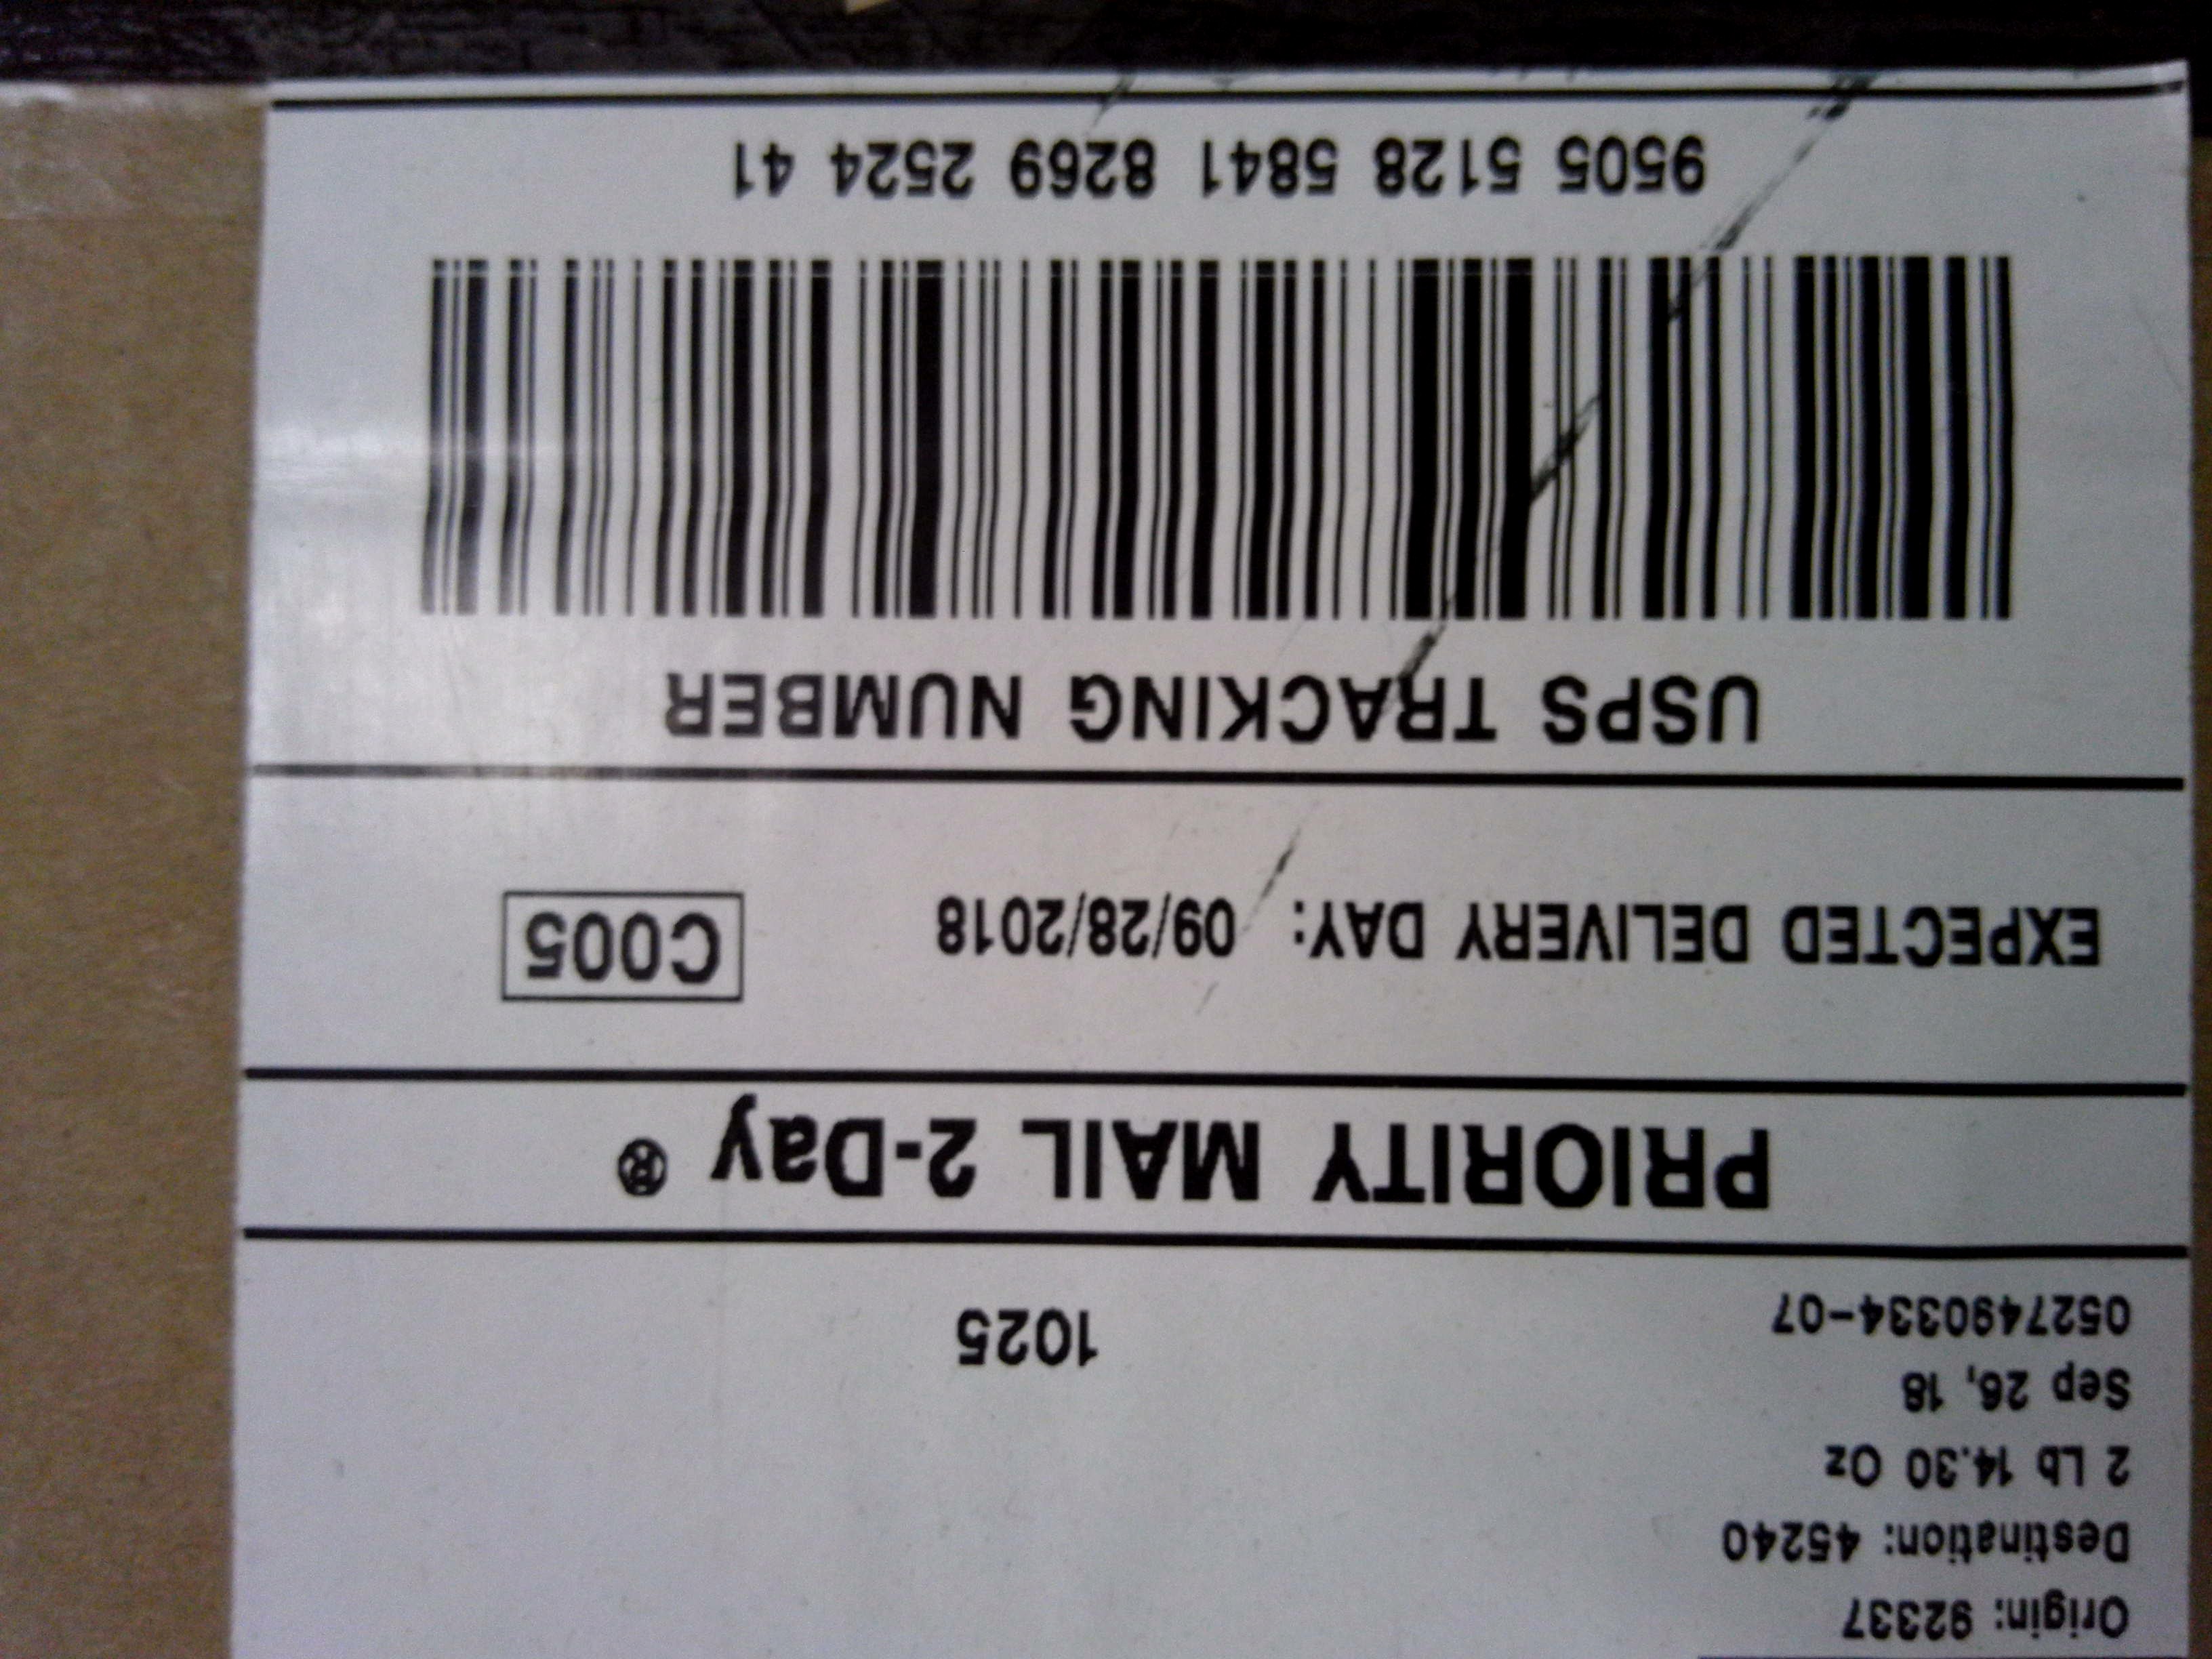 Origin: 92337
Destination: 45240
2 Lb 14.30 Oz
Sep 26, 18
0527490334-07
1025
PRIORITY MAIL 2-Day ®
EXPECTED DELIVERY DAY: 09/28/2018
C005
USPS TRACKING NUMBER
9505 5128 5841 8269 2524 41